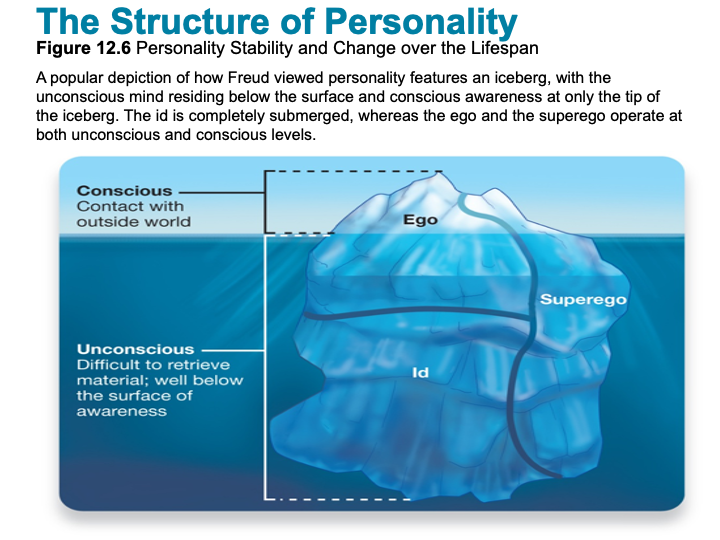 The Structure of Personality
Figure 12.6 Personality Stability and Change over the Lifespan
A popular depiction of how Freud viewed personality features an iceberg, with the
unconscious mind residing below the surface and conscious awareness at only the tip of
the iceberg. The id is completely submerged, whereas the ego and the superego operate at
both unconscious and conscious levels.
Conscious
Contact with
outside world
Ego
Superego
Unconscious
Difficult to retrieve
material; well below
the surface of
awareness
Id